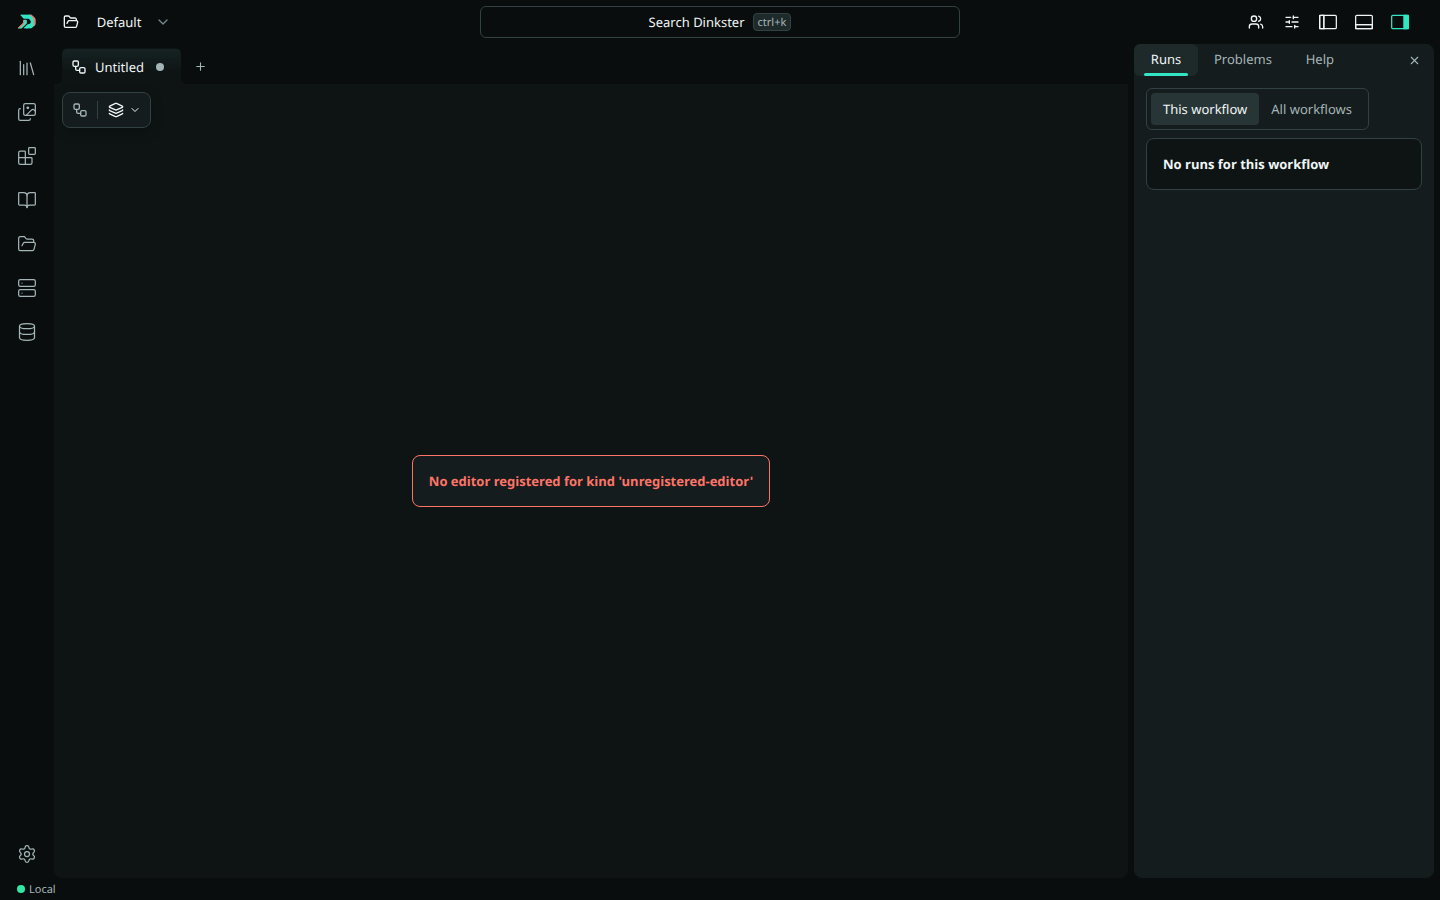 Default
Search Dinkster ctrl+k
Untitled
Runs Problems Help
This workflow All workflows
No runs for this workflow
No editor registered for kind 'unregistered-editor'
Local